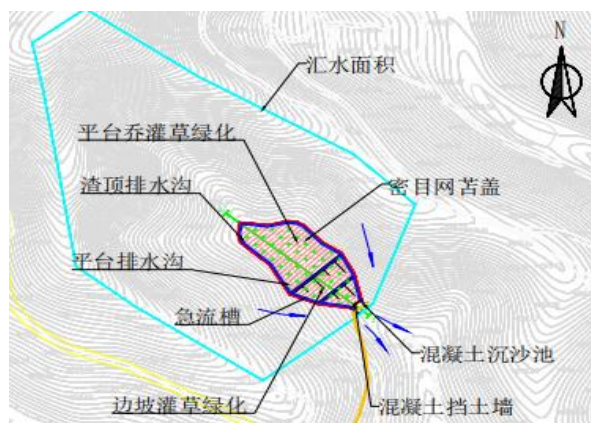 N
汇水面积
平台乔灌草绿化
密目网苫盖
渣顶排水沟
平台排水沟
急流槽
混凝土沉沙池
边坡灌草绿化
混凝土挡土墙